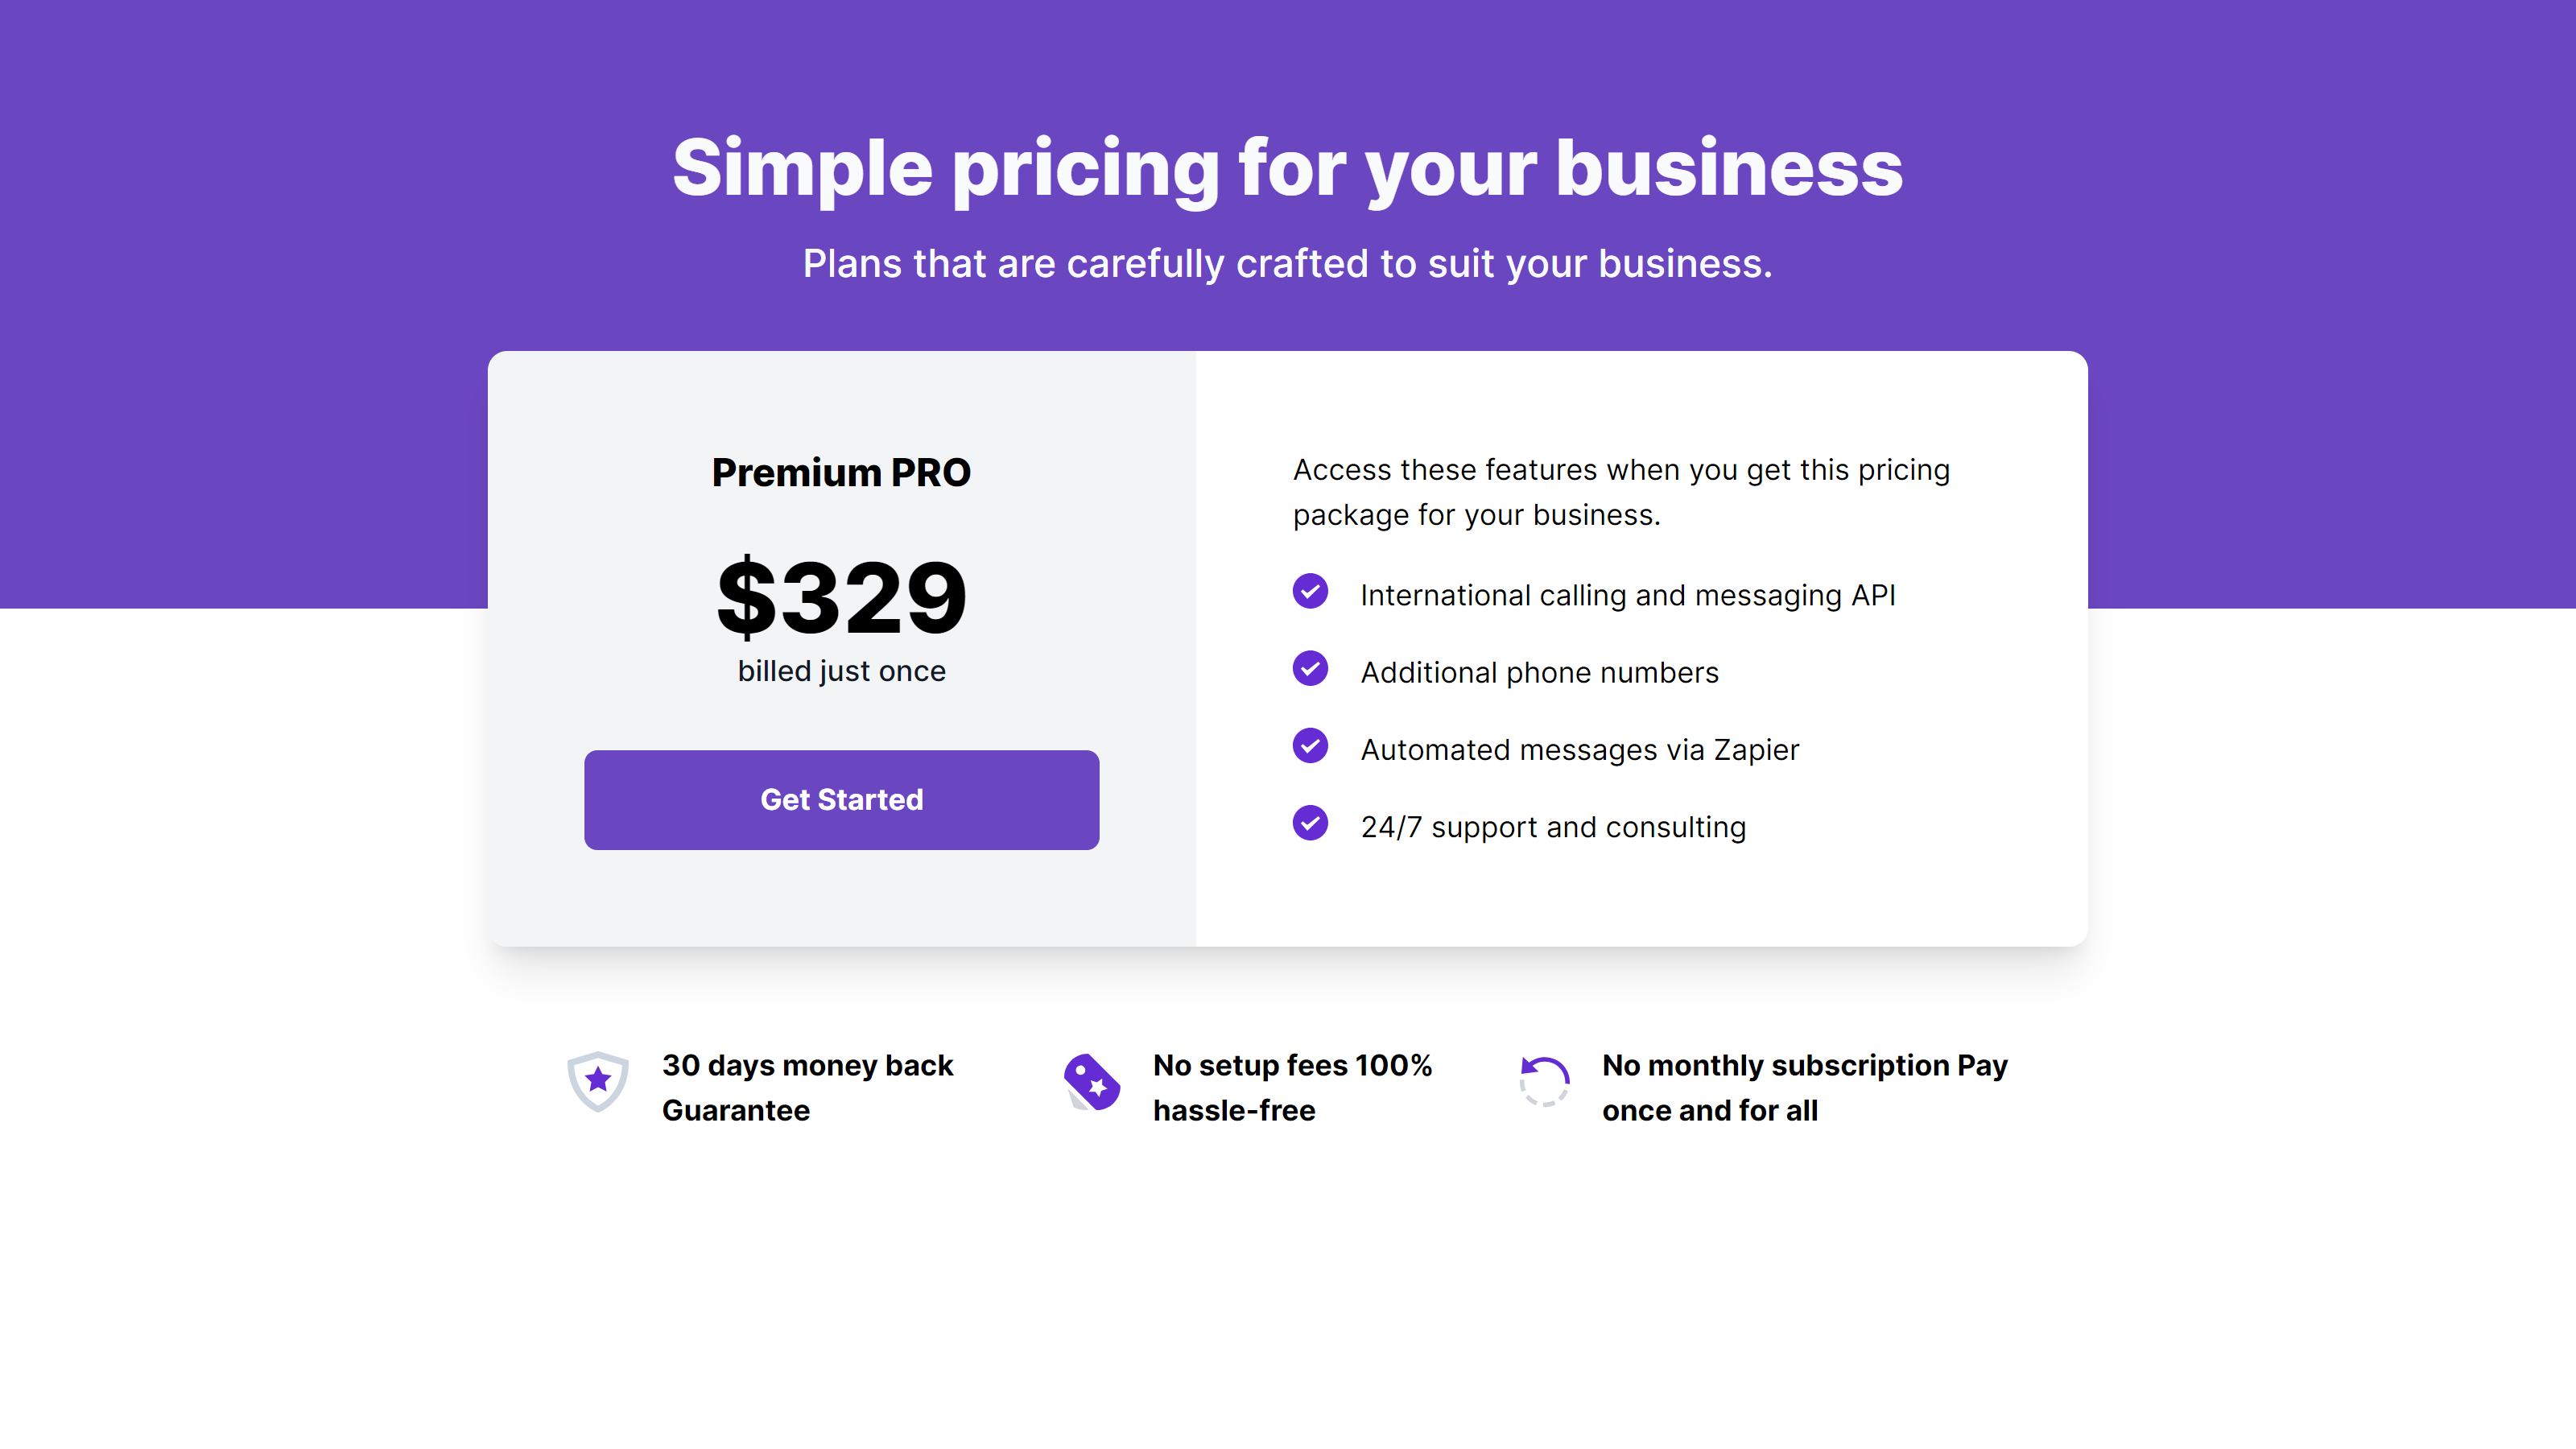 Simple pricing for your business
Plans that are carefully crafted to suit your business.
Premium PRO
$329
billed just once
Get Started
Access these features when you get this pricing
package for your business.
International calling and messaging API
Additional phone numbers
Automated messages via Zapier
24/7 support and consulting
30 days money back
Guarantee
No setup fees 100%
hassle-free
No monthly subscription Pay
once and for all